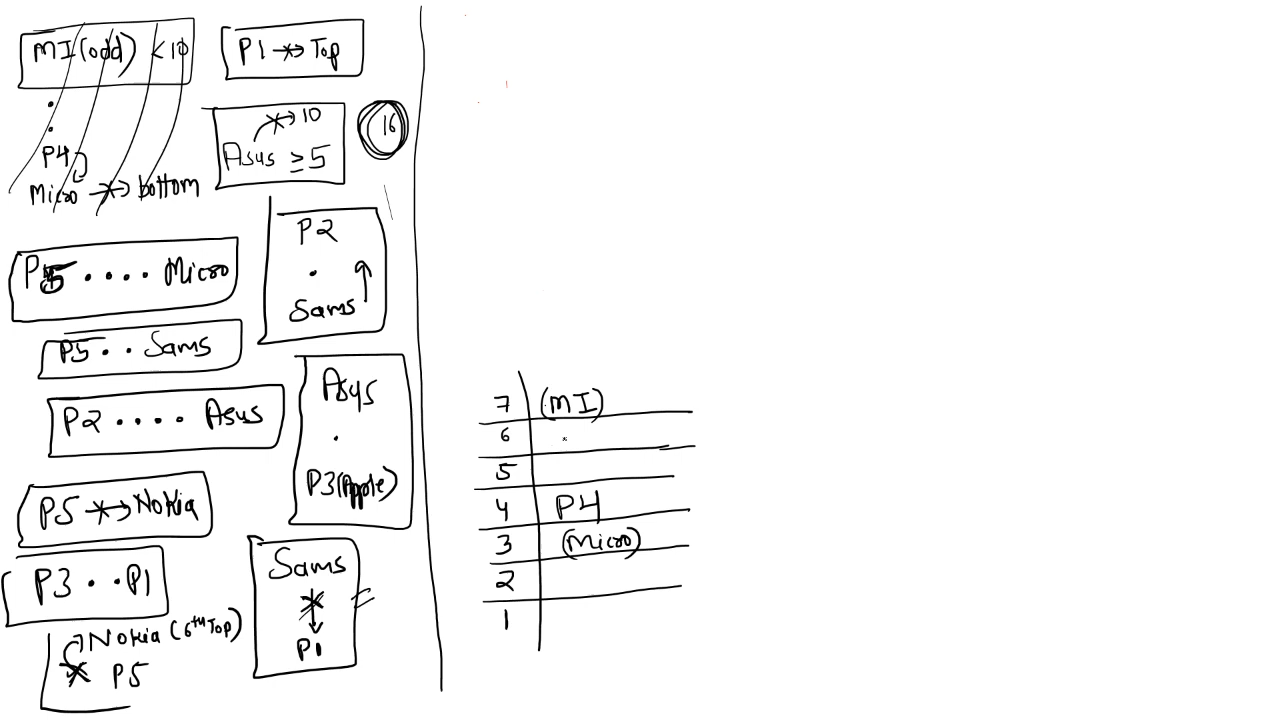 MI(odd) < 10
P4
Micro → bottom
P1 → Top
→ 10
Asus ≥ 5
16
P5 . . . . Micro
P2
.
Sams
P5 . . Sams
P2 . . . . Asus
Asys
.
P3(Apple)
P5 → Nokia
P3 . . P1
Nokia (6th Top)
P5
Sams
P1
7 (MI)
6
5
4 P4
3 (Micro)
2
1